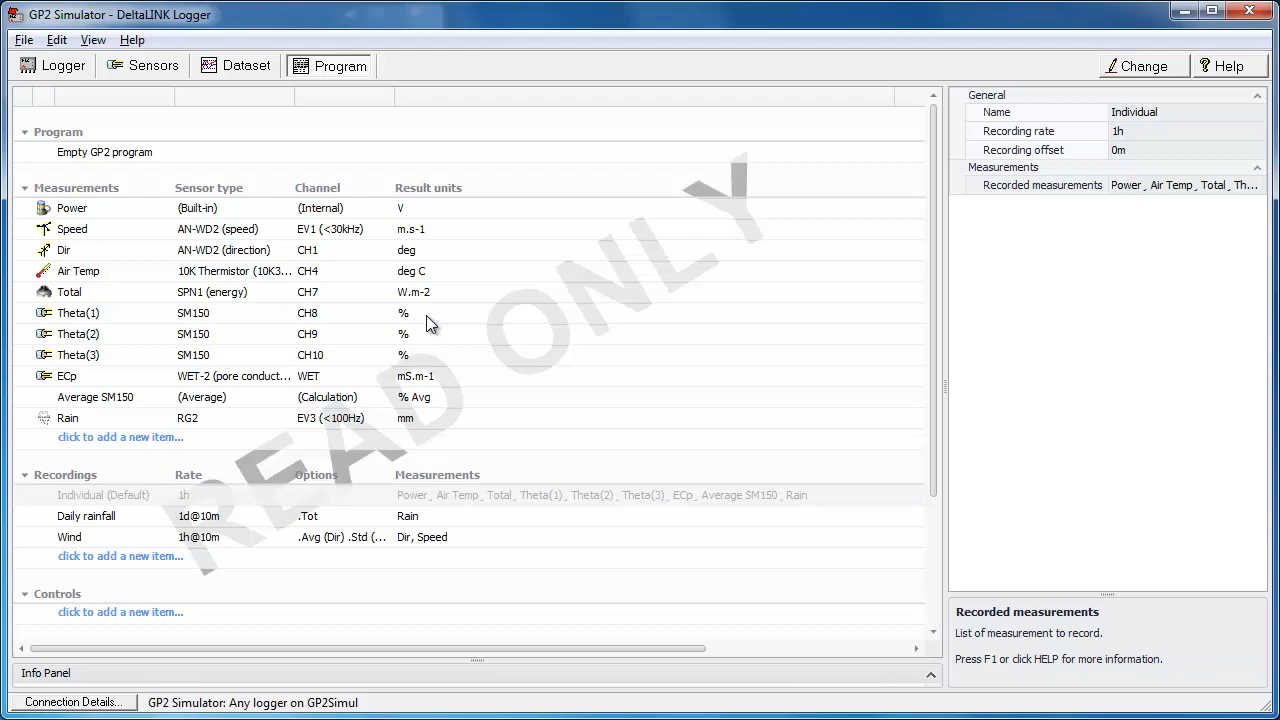 GP2 Simulator - DeltaLINK Logger
File Edit View Help
Logger Sensors Dataset Program Change Help
Program
Empty GP2 program
Measurements Sensor type Channel Result units
Power (Built-in) (Internal) V
Speed AN-WD2 (speed) EV1 (<30kHz) m.s-1
Dir AN-WD2 (direction) CH1 deg
Air Temp 10K Thermistor (10K3... CH4 deg C
Total SPN1 (energy) CH7 W.m-2
Theta(1) SM150 CH8 %
Theta(2) SM150 CH9 %
Theta(3) SM150 CH10 %
ECp WET-2 (pore conduct... WET mS.m-1
Average SM150 (Average) (Calculation) % Avg
Rain RG2 EV3 (<100Hz) mm
click to add a new item...
Recordings Rate Options Measurements
Individual (Default) 1h Power, Air Temp, Total, Theta(1), Theta(2), Theta(3), ECp, Average SM150, Rain
Daily rainfall 1d@10m .Tot Rain
Wind 1h@10m .Avg (Dir) .Std (... Dir, Speed
click to add a new item...
Controls
click to add a new item...
READ ONLY
General
Name Individual
Recording rate 1h
Recording offset 0m
Measurements
Recorded measurements Power, Air Temp, Total, Th...
Recorded measurements
List of measurement to record.
Press F1 or click HELP for more information.
Info Panel
Connection Details... GP2 Simulator: Any logger on GP2Simul